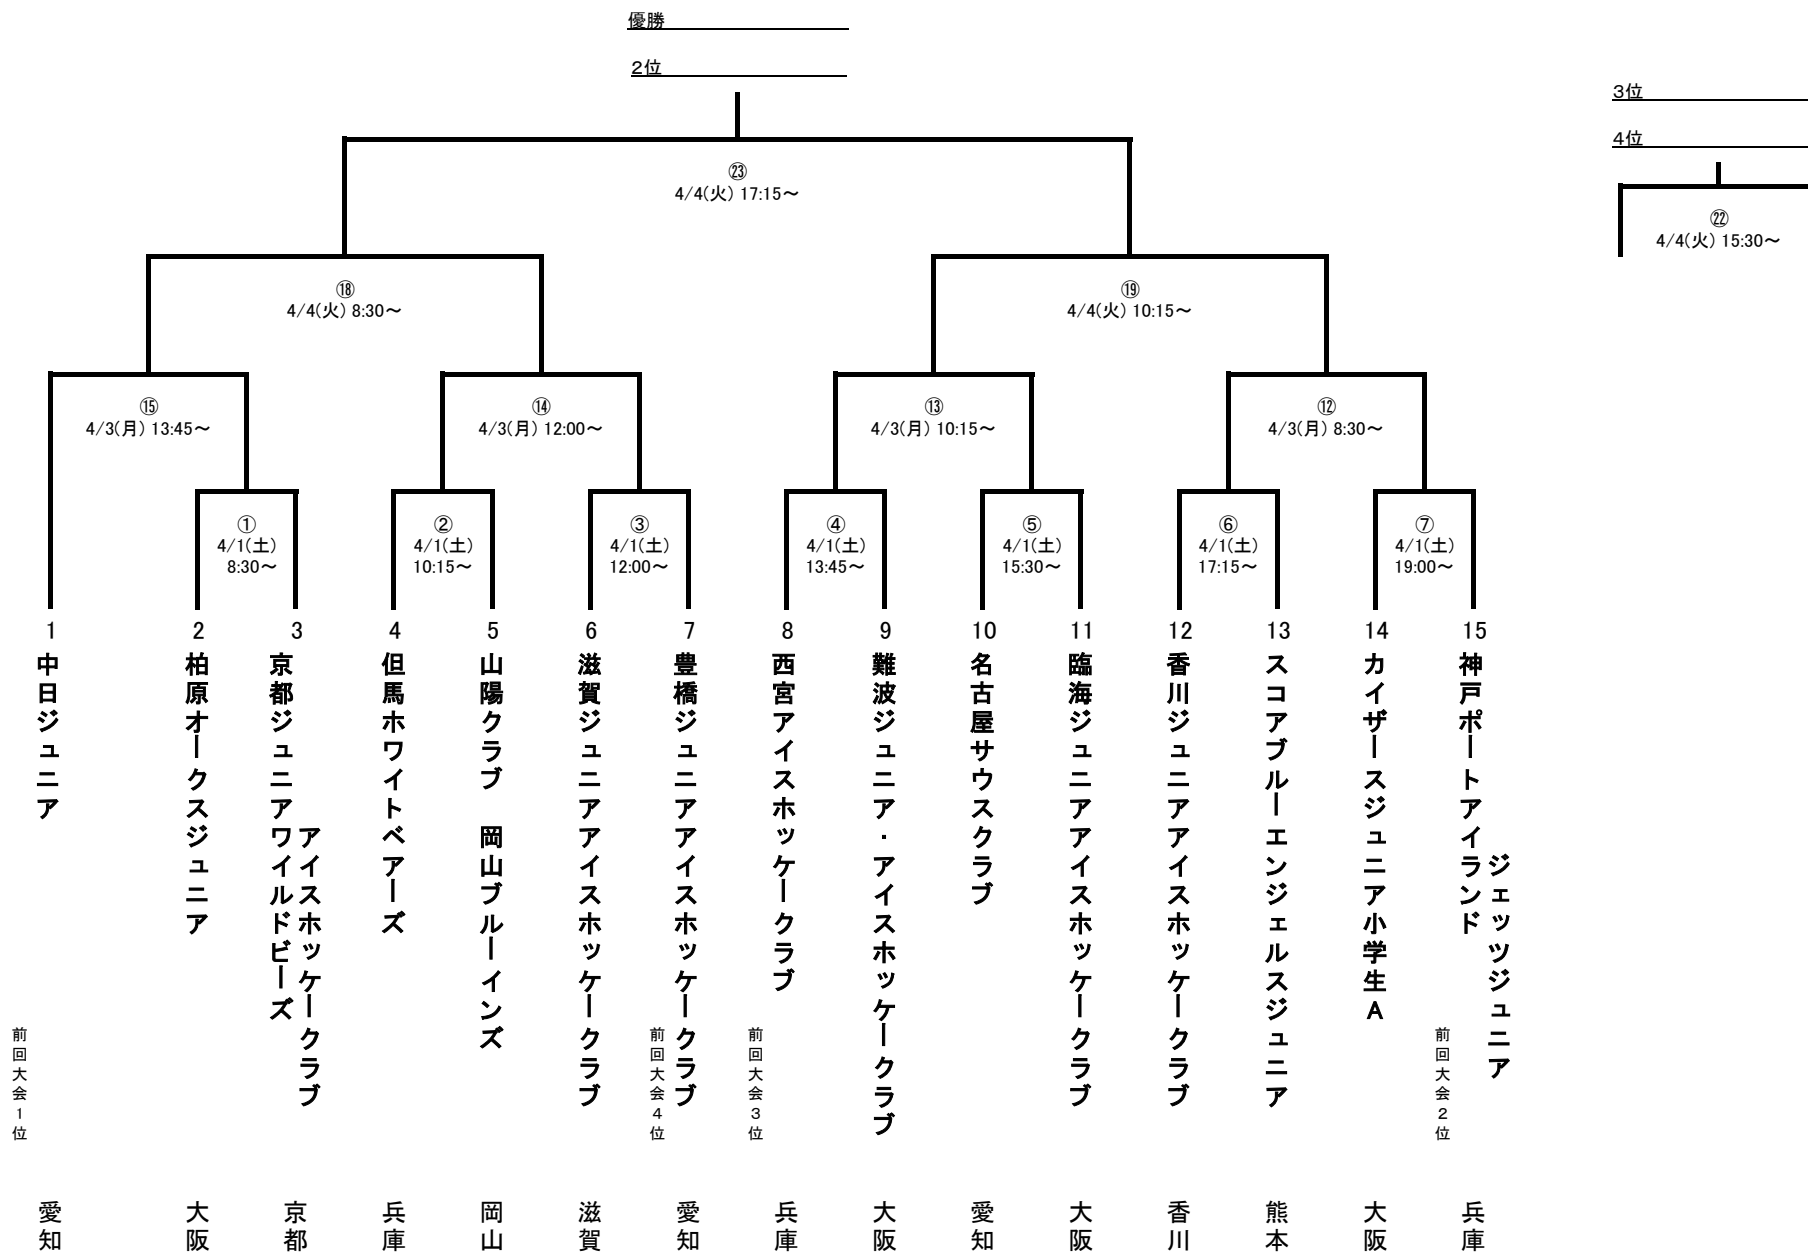 優勝
２位
３位
４位
㉓
4/4(火) 17:15～
㉒
4/4(火) 15:30～
⑱
4/4(火) 8:30～
⑲
4/4(火) 10:15～
⑮
4/3(月) 13:45～
⑭
4/3(月) 12:00～
⑬
4/3(月) 10:15～
⑫
4/3(月) 8:30～
①
4/1(土)
8:30～
②
4/1(土)
10:15～
③
4/1(土)
12:00～
④
4/1(土)
13:45～
⑤
4/1(土)
15:30～
⑥
4/1(土)
17:15～
⑦
4/1(土)
19:00～
1
中日ジュニア
前回大会１位
愛知
2
柏原オークスジュニア
大阪
3
京都ジュニアワイルドビーズ
アイスホッケークラブ
京都
4
但馬ホワイトベアーズ
兵庫
5
山陽クラブ　岡山ブルーインズ
岡山
6
滋賀ジュニアアイスホッケークラブ
滋賀
7
豊橋ジュニアアイスホッケークラブ
前回大会４位
愛知
8
西宮アイスホッケークラブ
前回大会３位
兵庫
9
難波ジュニア・アイスホッケークラブ
大阪
10
名古屋サウスクラブ
愛知
11
臨海ジュニアアイスホッケークラブ
大阪
12
香川ジュニアアイスホッケークラブ
香川
13
スコアブルーエンジェルスジュニア
熊本
14
カイザースジュニア小学生Ａ
大阪
15
神戸ポートアイランド
ジェッツジュニア
前回大会２位
兵庫